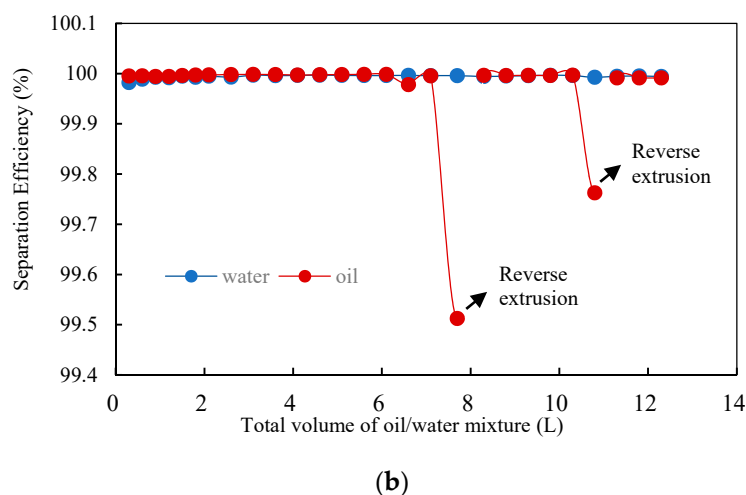 100.1
100
99.9
99.8
99.7
99.6
99.5
99.4
Separation Efficiency (%)
Reverse
extrusion
water
oil
Reverse
extrusion
0 2 4 6 8 10 12 14
Total volume of oil/water mixture (L)
(b)